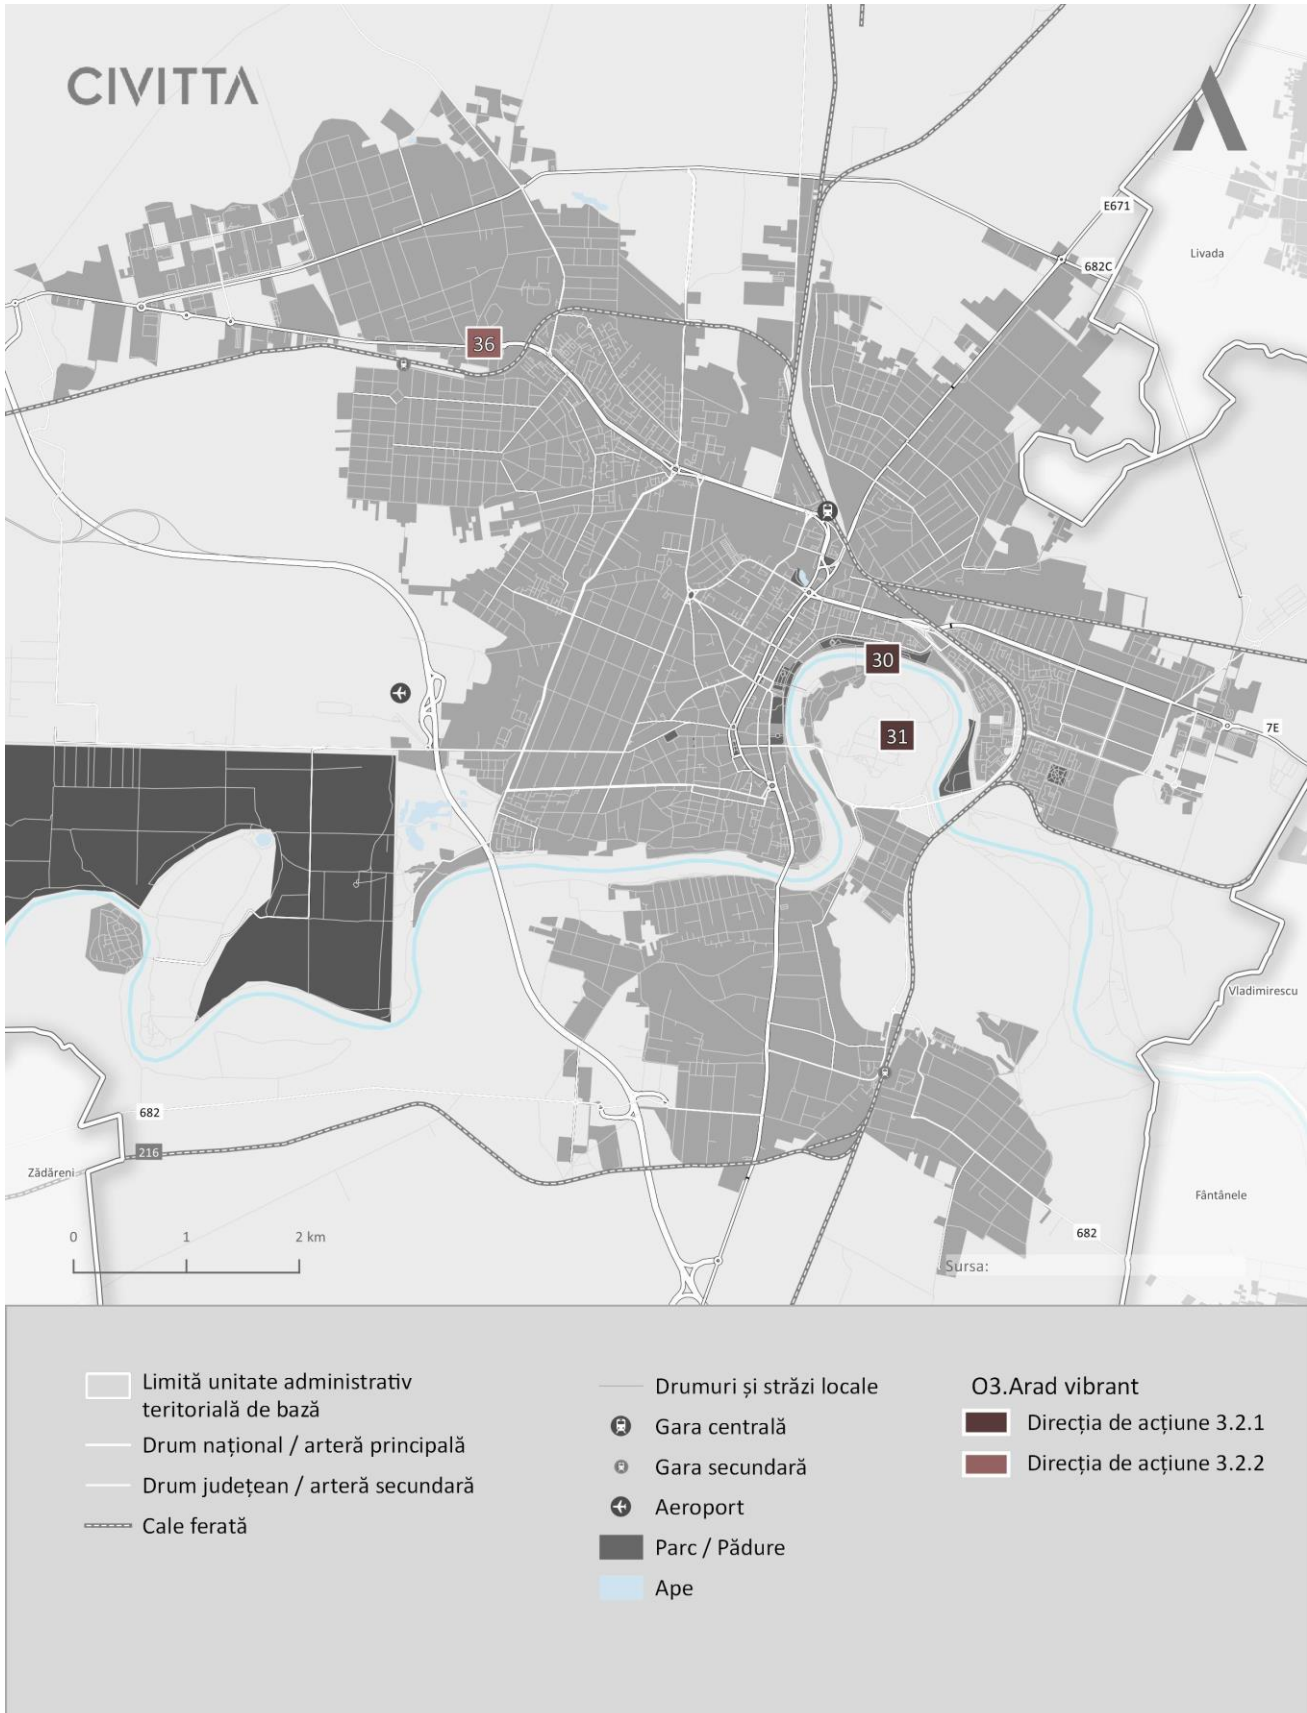 CIVITTA
E671
Livada
682C
36
30
31
7E
Vladimirescu
682
216
Zădăreni
Fântânele
0 1 2 km
682
Sursa:
Limită unitate administrativ
teritorială de bază
Drum național / arteră principală
Drum județean / arteră secundară
Cale ferată
Drumuri și străzi locale
Gara centrală
Gara secundară
Aeroport
Parc / Pădure
Ape
O3.Arad vibrant
Direcția de acțiune 3.2.1
Direcția de acțiune 3.2.2